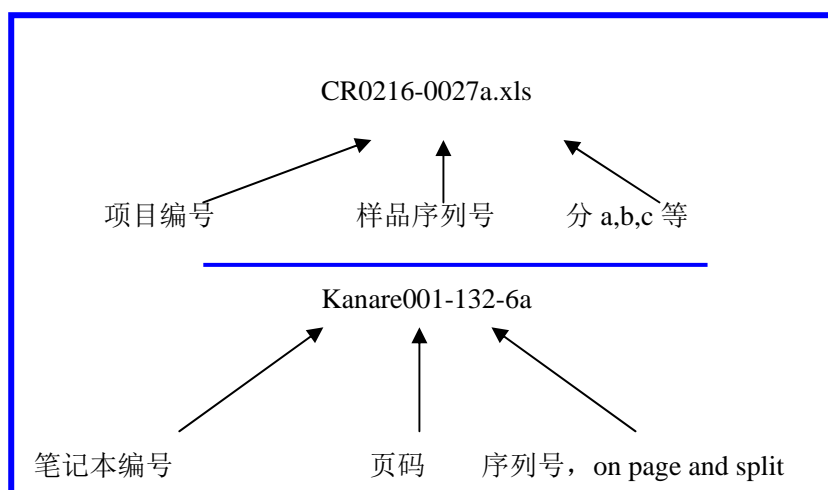 CR0216-0027a.xls
项目编号 样品序列号 分 a,b,c 等
Kanare001-132-6a
笔记本编号 页码 序列号，on page and split